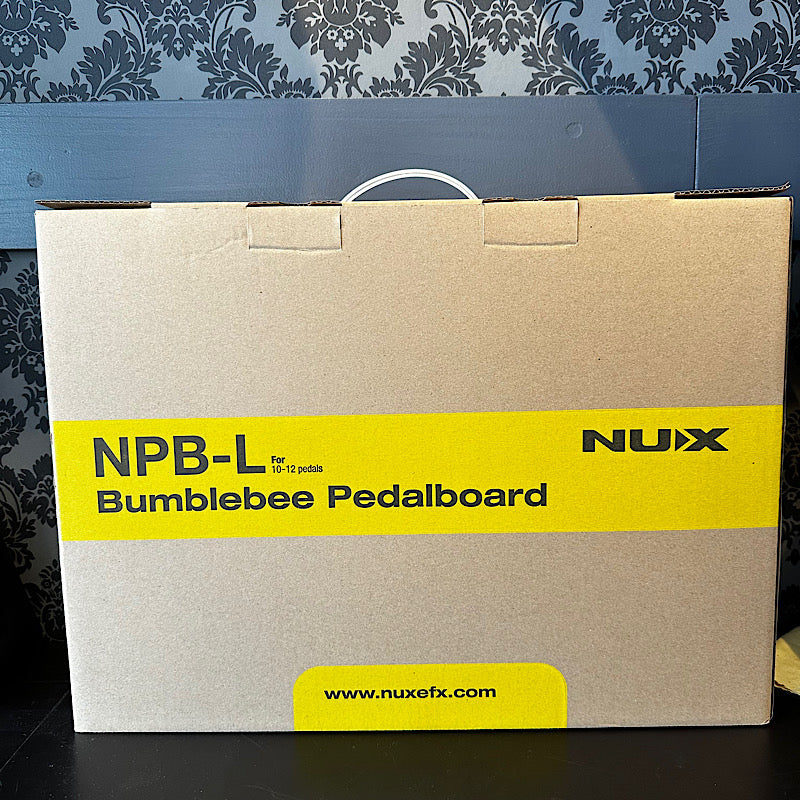 NPB-L For
10-12 pedals
NUX
Bumblebee Pedalboard
www.nuxefx.com